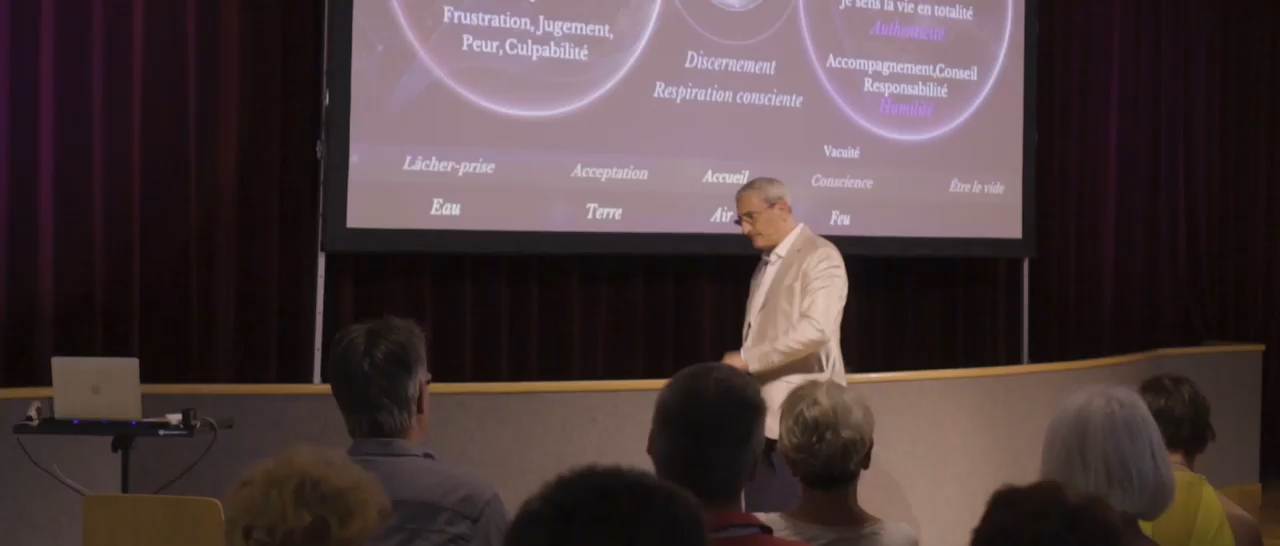 Frustration, Jugement,
Peur, Culpabilité
Discernement
Respiration consciente
Je sens la vie en totalité
Authenticité
Accompagnement,Conseil
Responsabilité
Humilité
Lâcher-prise
Eau
Acceptation
Terre
Accueil
Air
Vacuité
Conscience
Feu
Être le vide